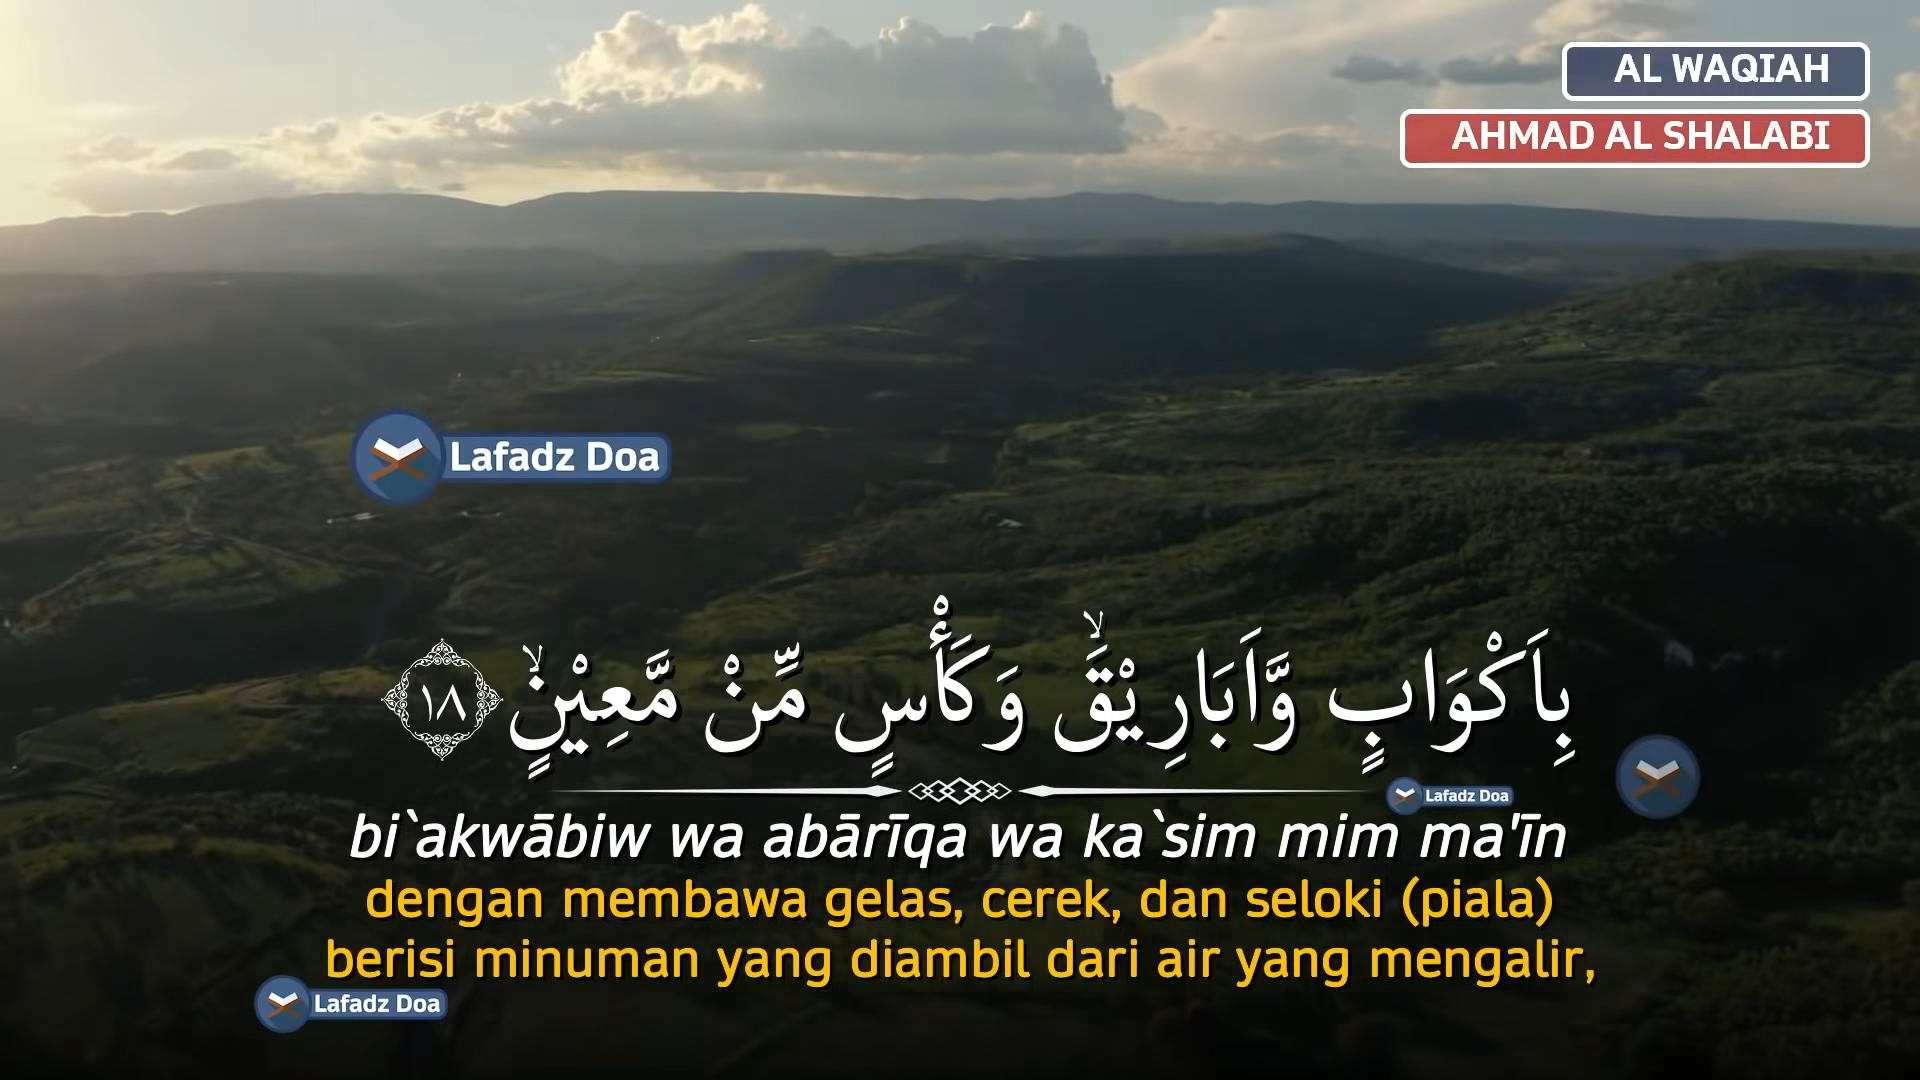 AL WAQIAH
AHMAD AL SHALABI
Lafadz Doa
بِاَكْوَابٍ وَّاَبَارِيْقَۙ وَكَأْسٍ مِّنْ مَّعِيْنٍۙ ١٨
Lafadz Doa
bi`akwābiw wa abārīqa wa ka`sim mim ma'īn
dengan membawa gelas, cerek, dan seloki (piala)
berisi minuman yang diambil dari air yang mengalir,
Lafadz Doa